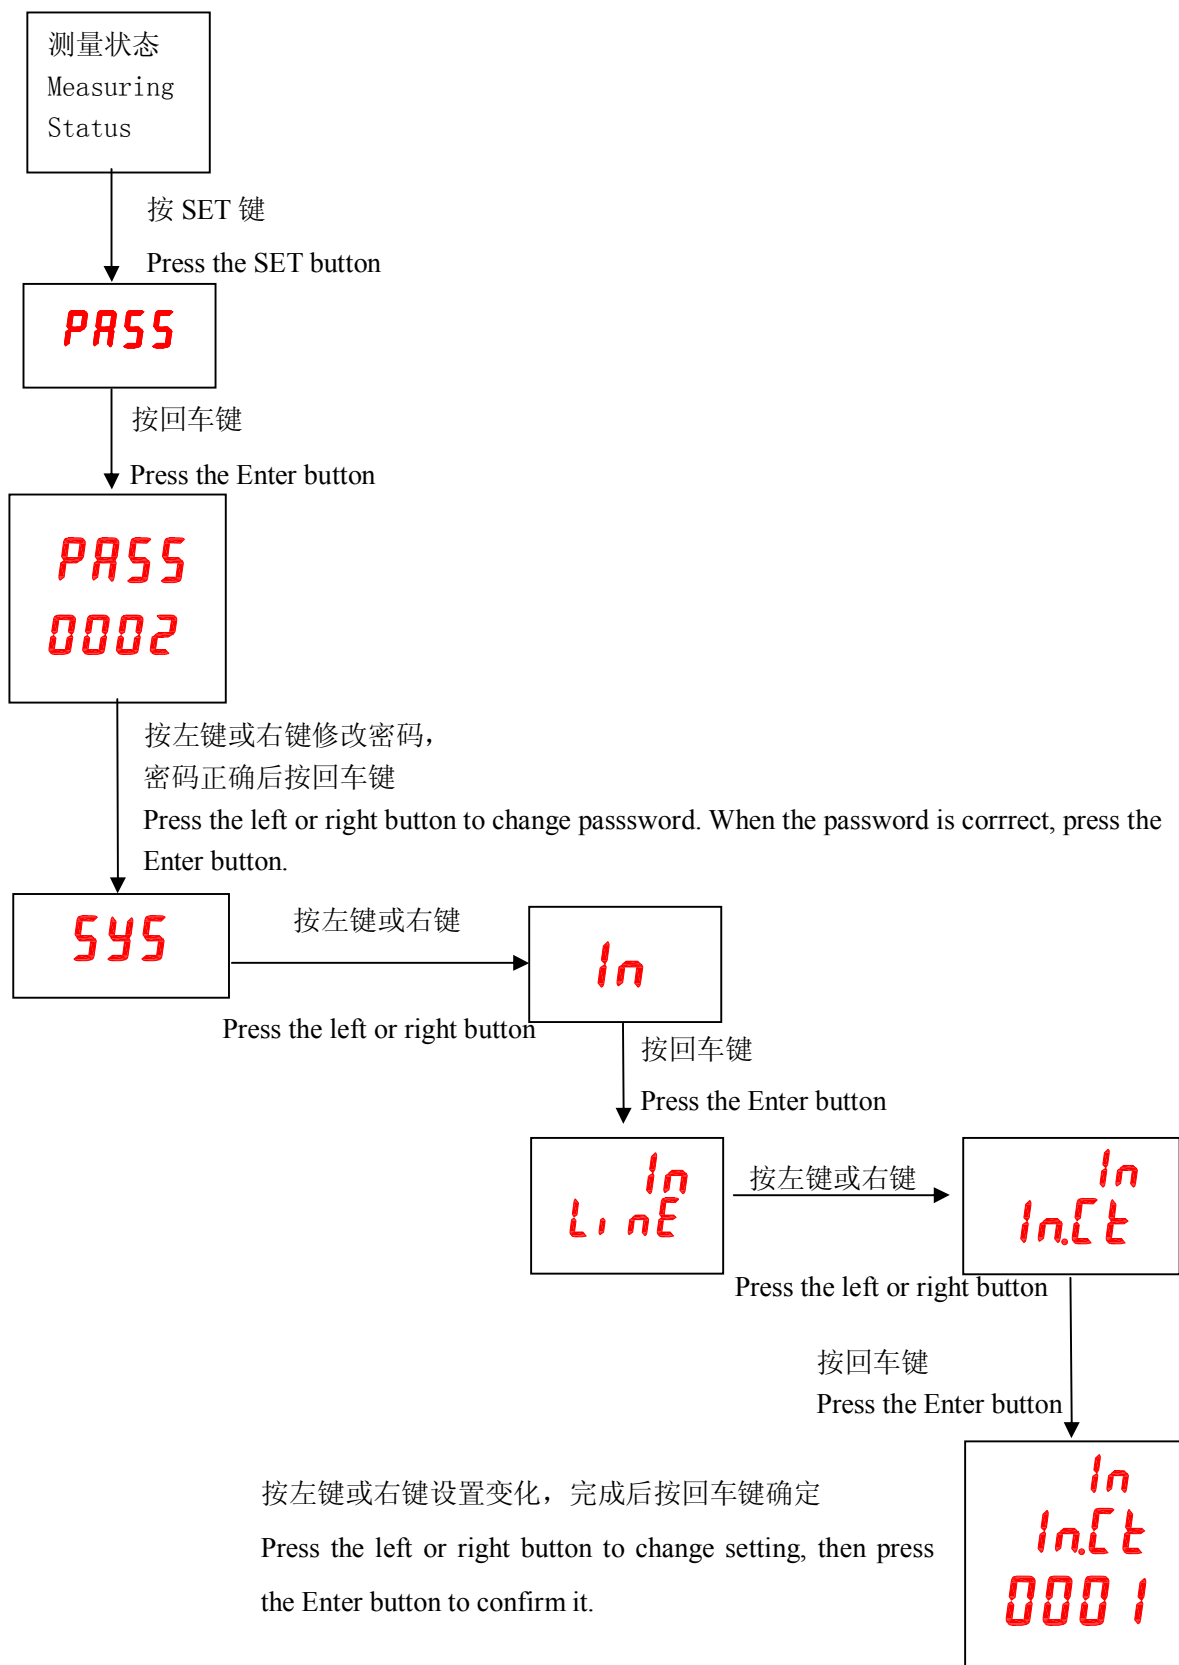 测量状态
Measuring
Status
按 SET 键
Press the SET button
PASS
按回车键
Press the Enter button
PASS
0002
按左键或右键修改密码，
密码正确后按回车键
Press the left or right button to change passsword. When the password is corrrect, press the
Enter button.
SYS
按左键或右键
In
Press the left or right button
按回车键
Press the Enter button
In
LinE
按左键或右键
In
In.Ct
Press the left or right button
按回车键
Press the Enter button
按左键或右键设置变化，完成后按回车键确定
Press the left or right button to change setting, then press
the Enter button to confirm it.
In
In.Ct
0001